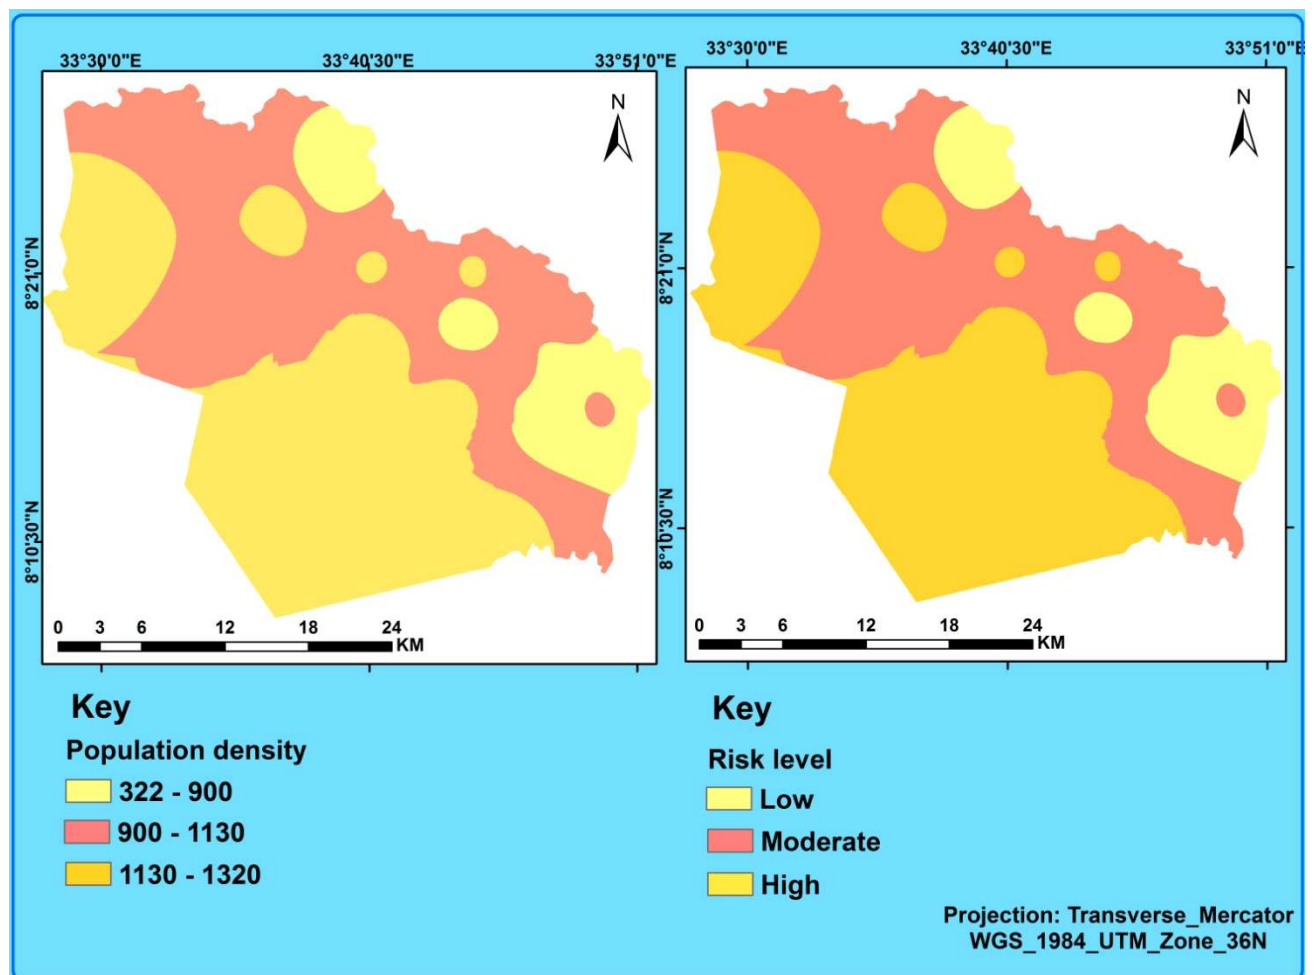 33°30'0"E 33°40'30"E 33°51'0"E
N
8°21'0"N
8°10'30"N
0 3 6 12 18 24
KM
Key
Population density
322 - 900
900 - 1130
1130 - 1320
33°30'0"E 33°40'30"E 33°51'0"E
N
8°21'0"N
8°10'30"N
0 3 6 12 18 24
KM
Key
Risk level
Low
Moderate
High
Projection: Transverse_Mercator
WGS_1984_UTM_Zone_36N